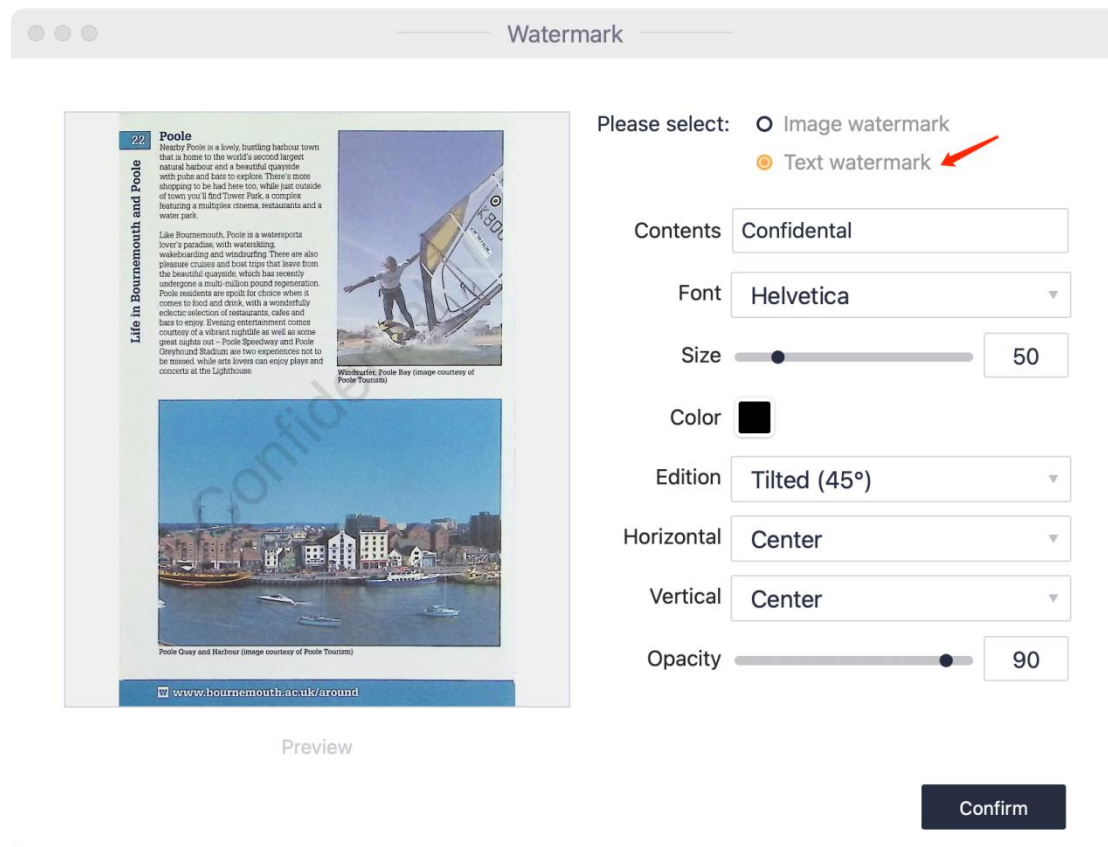 Watermark
22
Poole
Nearby Poole is a lively, bustling harbour town
that is home to the world's second largest
natural harbour and a beautiful quayside
with pubs and bars to explore. There's more
shopping to be had here too, while just outside
of town you'll find Tower Park, a complex
featuring a multiplex cinema, restaurants and a
water park.
Like Bournemouth, Poole is a watersports
lover's paradise, with waterskiing,
wakeboarding and windsurfing. There are also
pleasure cruises and boat trips that leave from
the beautiful quayside, which has recently
undergone a multi-million pound regeneration.
Poole residents are spoilt for choice when it
comes to food and drink, with a wonderfully
eclectic selection of restaurants, cafes and
bars to enjoy. Evening entertainment comes
courtesy of a vibrant nightlife as well as some
great nights out – Poole Speedway and Poole
Greyhound Stadium are two experiences not to
be missed, while arts lovers can enjoy plays and
concerts at the Lighthouse
Life in Bournemouth and Poole
K800
Windsurfer, Poole Bay (image courtesy of
Poole Tourism)
Confidental
Poole Quay and Harbour (image courtesy of Poole Tourism)
W www.bournemouth.ac.uk/around
Preview
Please select:
Image watermark
Text watermark
Contents Confidental
Font Helvetica
Size 50
Color
Edition Tilted (45°)
Horizontal Center
Vertical Center
Opacity 90
Confirm